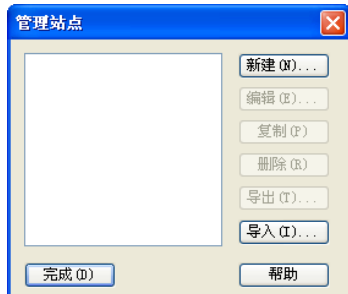 管理站点
新建(N)...
编辑(E)...
复制(P)
删除(R)
导出(T)...
导入(I)...
完成(D)
帮助